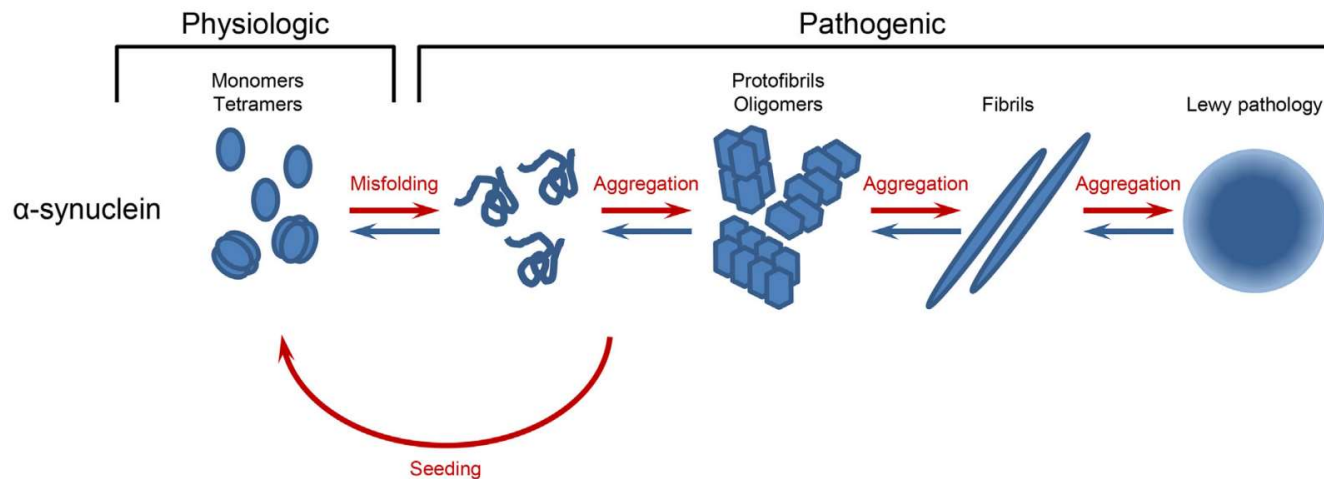 Physiologic
Pathogenic
Monomers
Tetramers
Protofibrils
Oligomers
Fibrils
Lewy pathology
α-synuclein
Misfolding
Aggregation
Aggregation
Aggregation
Seeding